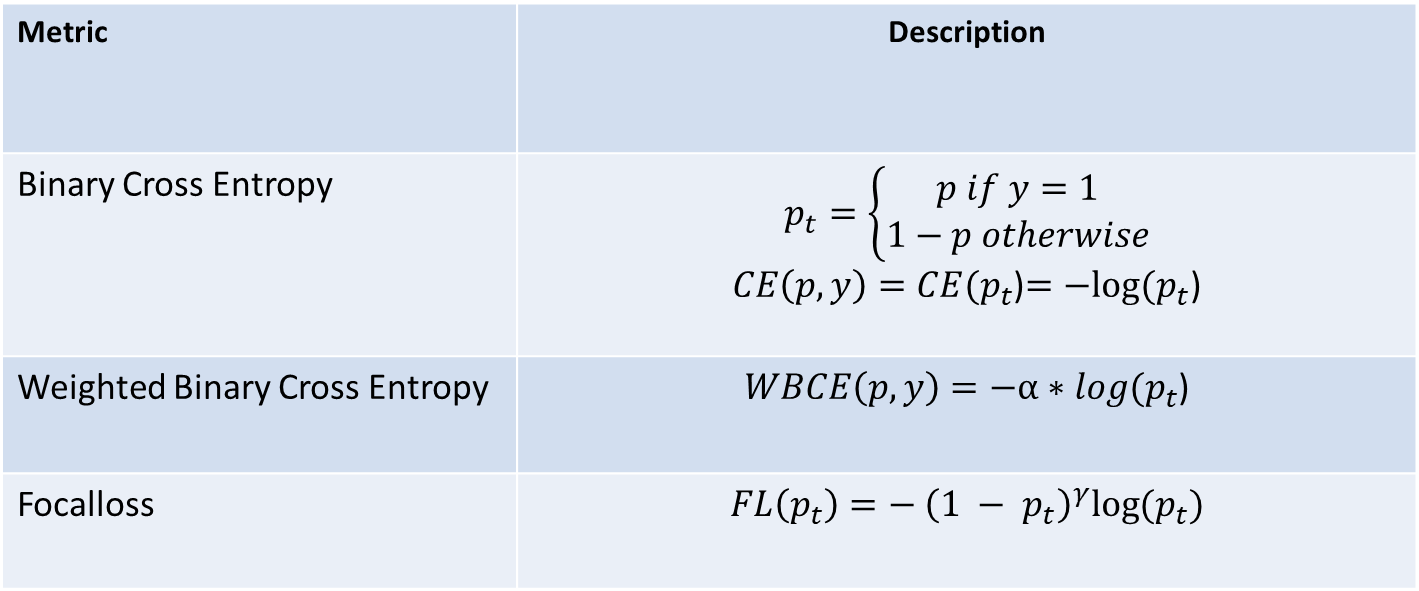 Metric Description
Binary Cross Entropy
p_t = { p if y = 1
1 − p otherwise
CE(p, y) = CE(p_t)= −log(p_t)
Weighted Binary Cross Entropy WBCE(p, y) = −α ∗ log(p_t)
Focalloss FL(p_t) = − (1 − p_t)^γ log(p_t)